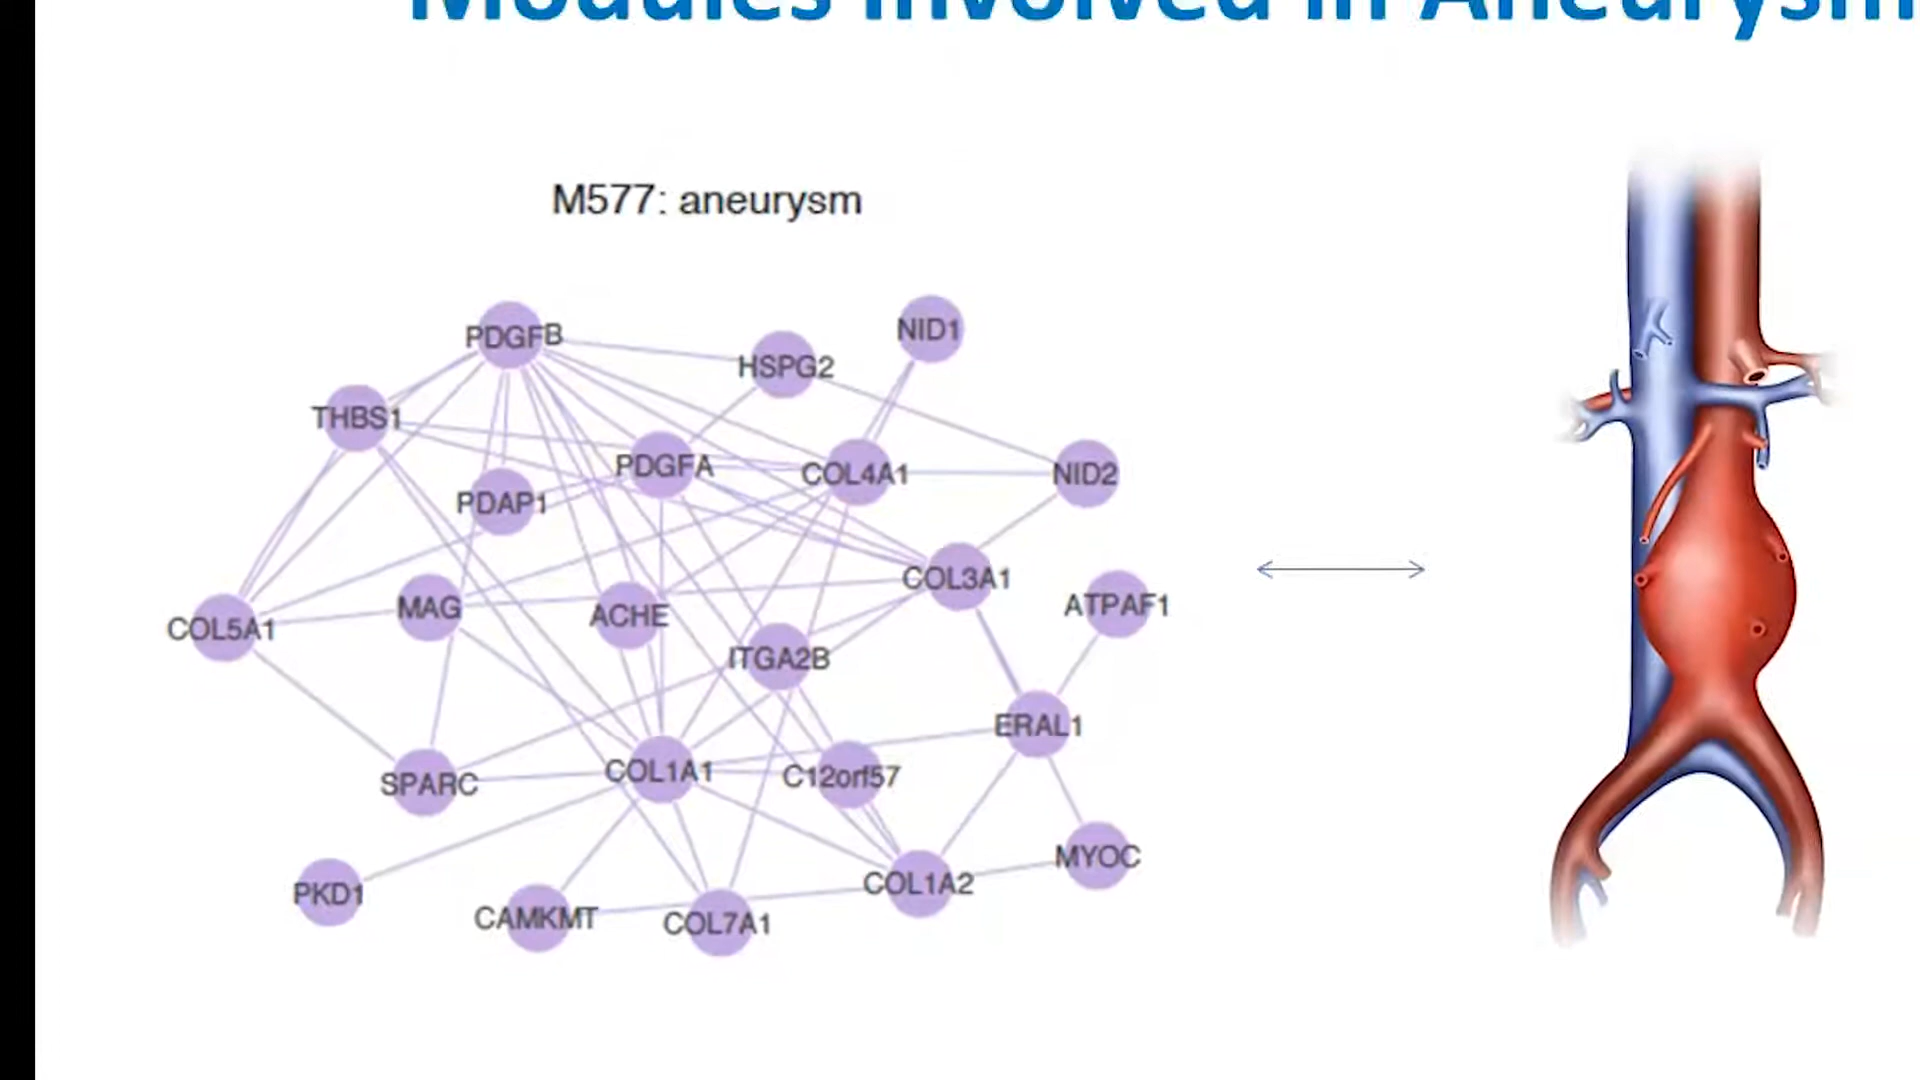 Modules Involved in Aneurysm
M577: aneurysm
PDGFB
NID1
HSPG2
THBS1
PDGFA
COL4A1
NID2
PDAP1
COL3A1
ATPAF1
COL5A1
MAG
ACHE
ITGA2B
ERAL1
SPARC
COL1A1
C12orf57
MYOC
PKD1
CAMKMT
COL7A1
COL1A2